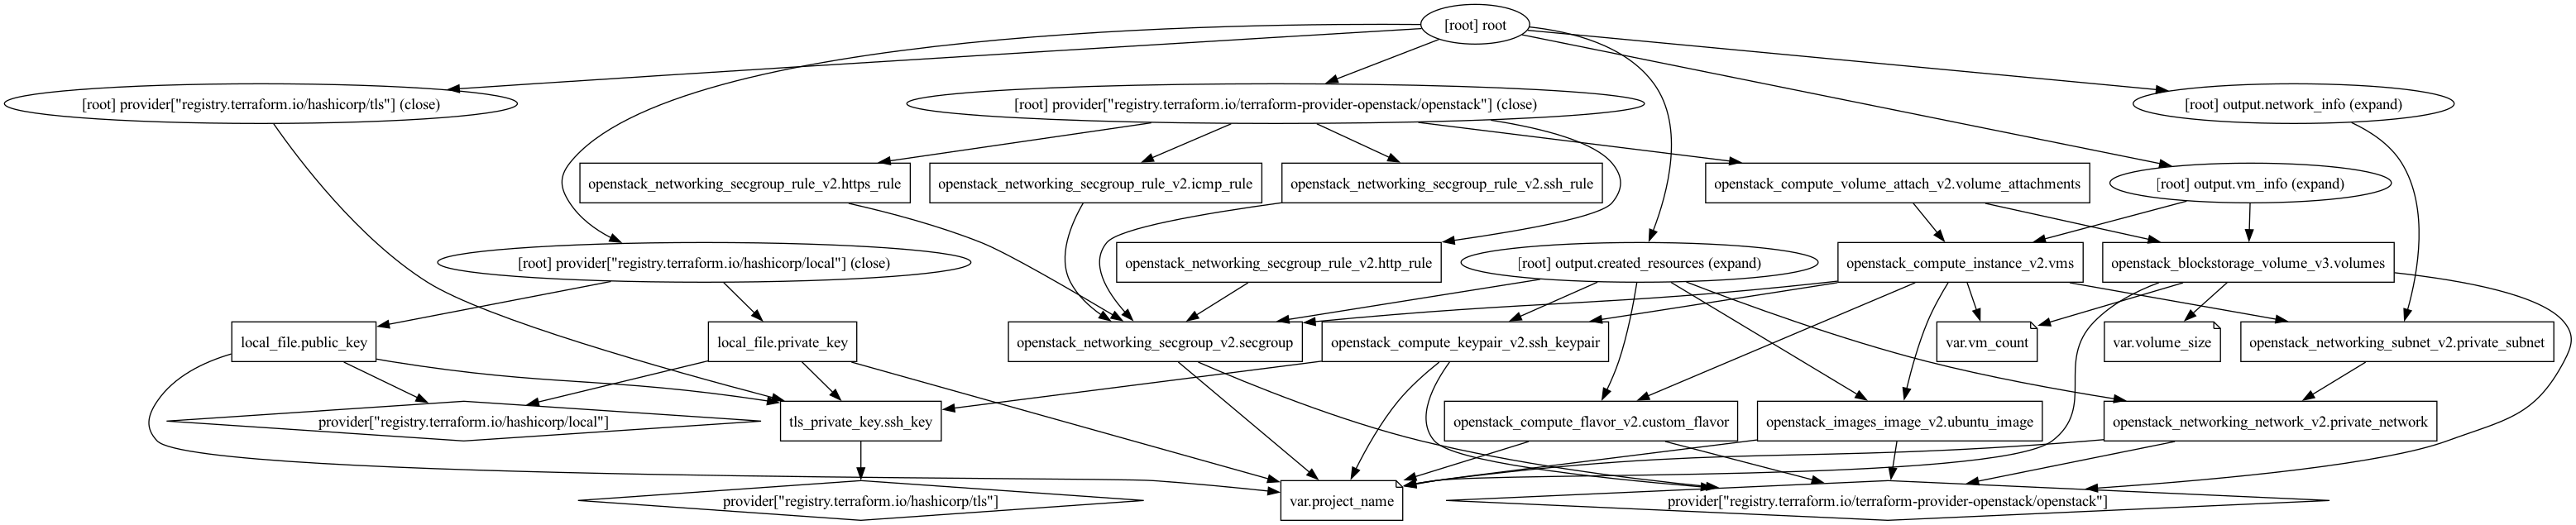 [root] root
[root] provider["registry.terraform.io/hashicorp/tls"] (close)
[root] provider["registry.terraform.io/terraform-provider-openstack/openstack"] (close)
[root] output.network_info (expand)
openstack_networking_secgroup_rule_v2.https_rule
openstack_networking_secgroup_rule_v2.icmp_rule
openstack_networking_secgroup_rule_v2.ssh_rule
openstack_compute_volume_attach_v2.volume_attachments
[root] output.vm_info (expand)
[root] provider["registry.terraform.io/hashicorp/local"] (close)
openstack_networking_secgroup_rule_v2.http_rule
[root] output.created_resources (expand)
openstack_compute_instance_v2.vms
openstack_blockstorage_volume_v3.volumes
local_file.public_key
local_file.private_key
openstack_networking_secgroup_v2.secgroup
openstack_compute_keypair_v2.ssh_keypair
var.vm_count
var.volume_size
openstack_networking_subnet_v2.private_subnet
provider["registry.terraform.io/hashicorp/local"]
tls_private_key.ssh_key
openstack_compute_flavor_v2.custom_flavor
openstack_images_image_v2.ubuntu_image
openstack_networking_network_v2.private_network
provider["registry.terraform.io/hashicorp/tls"]
var.project_name
provider["registry.terraform.io/terraform-provider-openstack/openstack"]